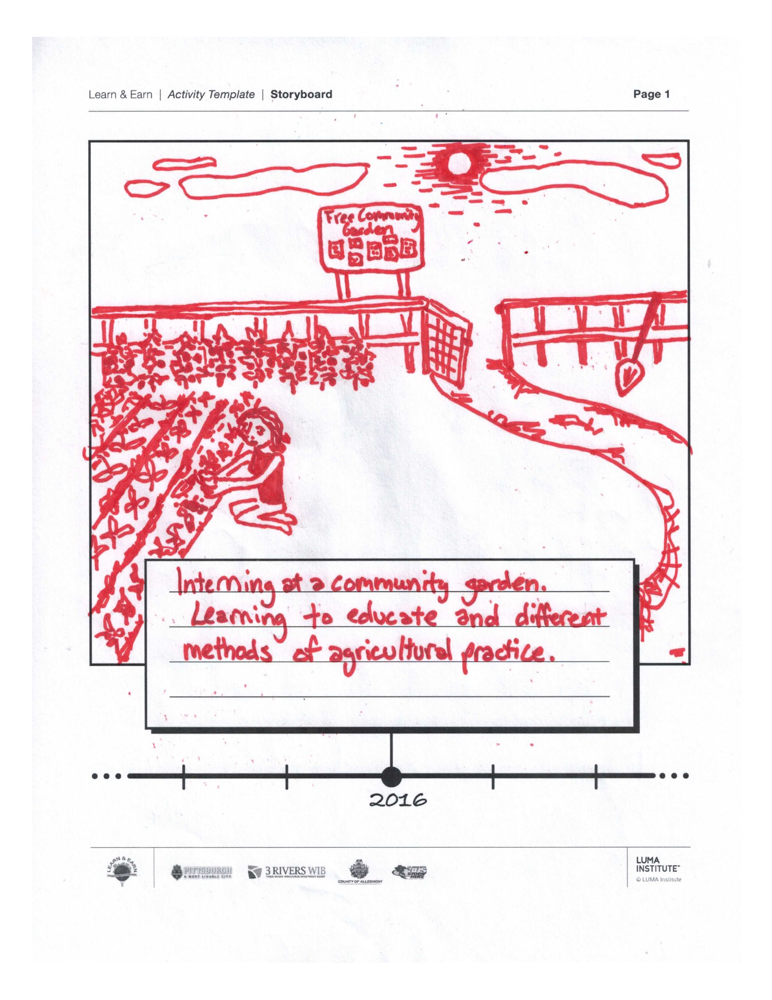 Learn & Earn | Activity Template | Storyboard
Page 1
Free Community
Garden
Interning at a community garden.
Learning to educate and different
methods of agricultural practice.
2016
LEARN & EARN
PITTSBURGH
A MOST LIVABLE CITY
3 RIVERS WIB
THREE RIVERS WORKFORCE INVESTMENT BOARD
COUNTY OF ALLEGHENY
STOPS
HERE
LUMA
INSTITUTE™
© LUMA Institute